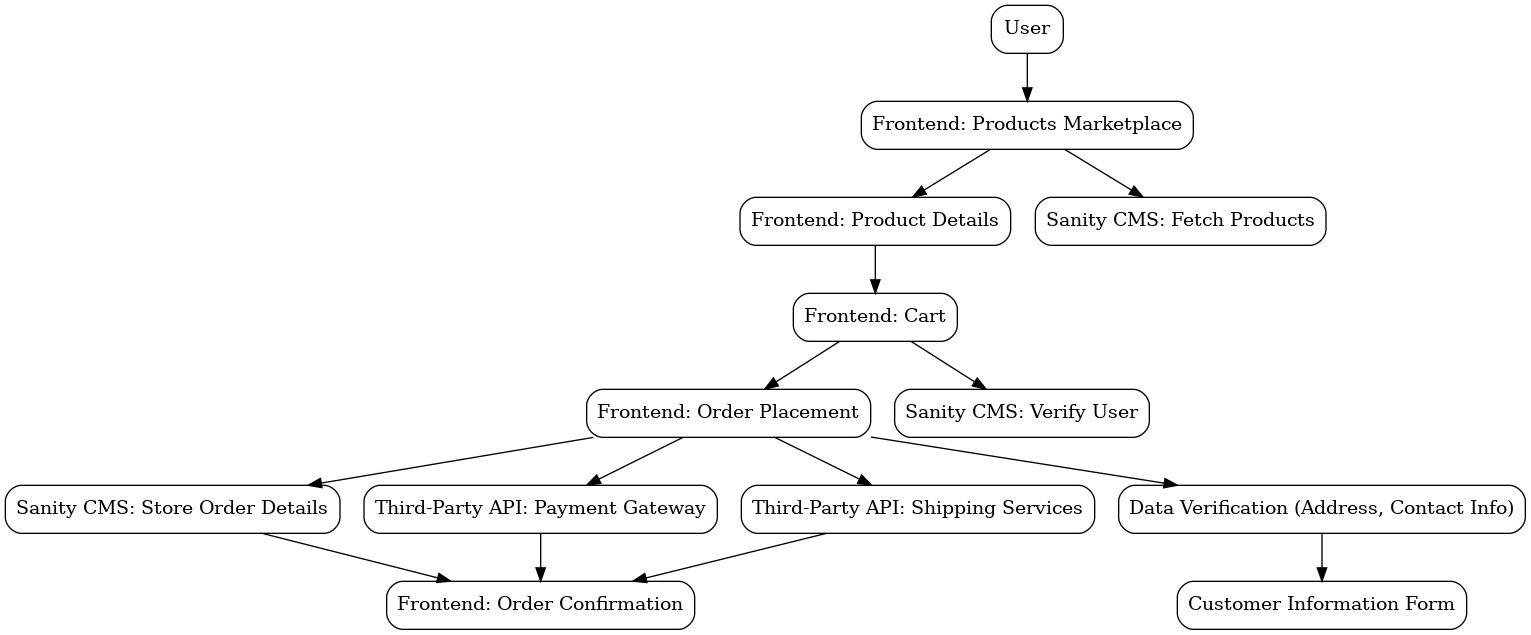 User
Frontend: Products Marketplace
Frontend: Product Details
Sanity CMS: Fetch Products
Frontend: Cart
Frontend: Order Placement
Sanity CMS: Verify User
Sanity CMS: Store Order Details
Third-Party API: Payment Gateway
Third-Party API: Shipping Services
Data Verification (Address, Contact Info)
Frontend: Order Confirmation
Customer Information Form